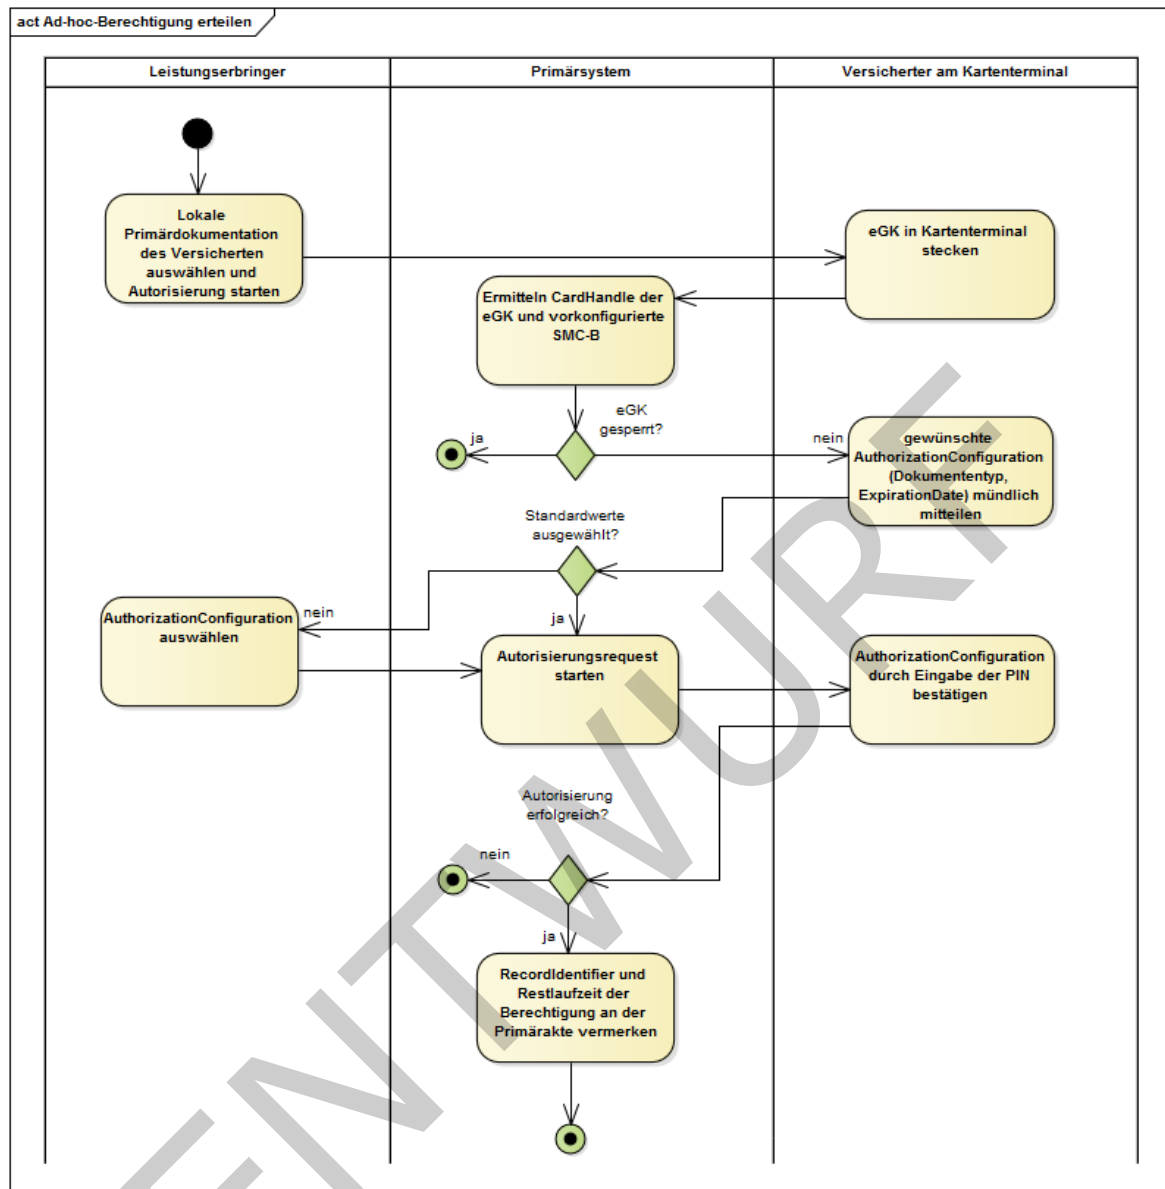 act Ad-hoc-Berechtigung erteilen
Leistungserbringer
Primärsystem
Versicherter am Kartenterminal
Lokale
Primärdokumentation
des Versicherten
auswählen und
Autorisierung starten
eGK in Kartenterminal
stecken
Ermitteln CardHandle der
eGK und vorkonfigurierte
SMC-B
eGK
gesperrt?
ja
nein
gewünschte
AuthorizationConfiguration
(Dokumententyp,
ExpirationDate) mündlich
mitteilen
Standardwerte
ausgewählt?
nein
ja
AuthorizationConfiguration
auswählen
Autorisierungsrequest
starten
AuthorizationConfiguration
durch Eingabe der PIN
bestätigen
Autorisierung
erfolgreich?
nein
ja
RecordIdentifier und
Restlaufzeit der
Berechtigung an der
Primärakte vermerken
ENTWURF